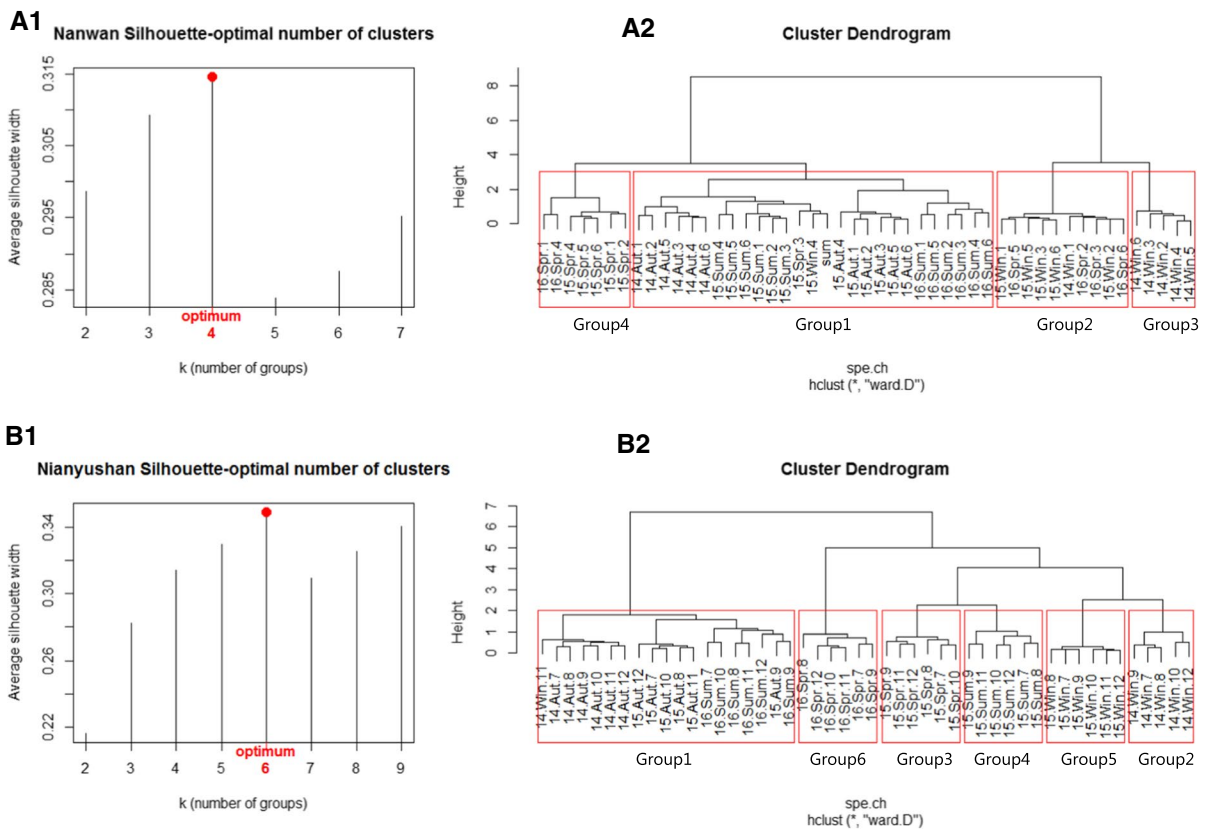 A1
Nanwan Silhouette-optimal number of clusters
Average silhouette width
0.285
0.295
0.305
0.315
2
3
optimum
4
5
6
7
k (number of groups)
A2
Cluster Dendrogram
Height
8
6
4
2
0
16.Spr.1
16.Spr.4
15.Spr.4
15.Spr.5
15.Spr.6
15.Spr.1
15.Spr.2
14.Aut.1
14.Aut.2
14.Aut.5
14.Aut.3
14.Aut.4
14.Aut.6
15.Sum.4
15.Sum.5
15.Sum.6
15.Sum.1
15.Sum.2
15.Sum.3
15.Spr.3
15.Win.4
sum
15.Aut.4
15.Aut.1
15.Aut.2
15.Aut.3
15.Aut.5
15.Aut.6
16.Sum.1
16.Sum.5
16.Sum.2
16.Sum.3
16.Sum.4
16.Sum.6
15.Win.1
16.Spr.5
15.Win.5
15.Win.3
15.Win.6
14.Win.1
16.Spr.2
16.Spr.3
15.Win.2
16.Spr.6
14.Win.6
14.Win.3
14.Win.2
14.Win.4
14.Win.5
Group4
Group1
Group2
Group3
spe.ch
hclust (*, "ward.D")
B1
Nianyushan Silhouette-optimal number of clusters
Average silhouette width
0.22
0.26
0.30
0.34
2
3
4
5
optimum
6
7
8
9
k (number of groups)
B2
Cluster Dendrogram
Height
7
6
5
4
3
2
1
0
14.Win.11
14.Aut.7
14.Aut.8
14.Aut.9
14.Aut.10
14.Aut.11
14.Aut.12
15.Aut.12
15.Aut.7
15.Aut.10
15.Aut.8
15.Aut.11
16.Sum.7
16.Sum.10
16.Sum.8
16.Sum.11
16.Sum.12
15.Aut.9
16.Sum.9
16.Spr.8
16.Spr.12
16.Spr.10
16.Spr.11
16.Spr.7
16.Spr.9
15.Spr.9
15.Spr.11
15.Spr.12
15.Spr.8
15.Spr.7
15.Spr.10
15.Sum.9
15.Sum.11
15.Sum.10
15.Sum.12
15.Sum.7
15.Sum.8
15.Win.8
15.Win.7
15.Win.9
15.Win.10
15.Win.11
15.Win.12
14.Win.9
14.Win.7
14.Win.8
14.Win.10
14.Win.12
Group1
Group6
Group3
Group4
Group5
Group2
spe.ch
hclust (*, "ward.D")